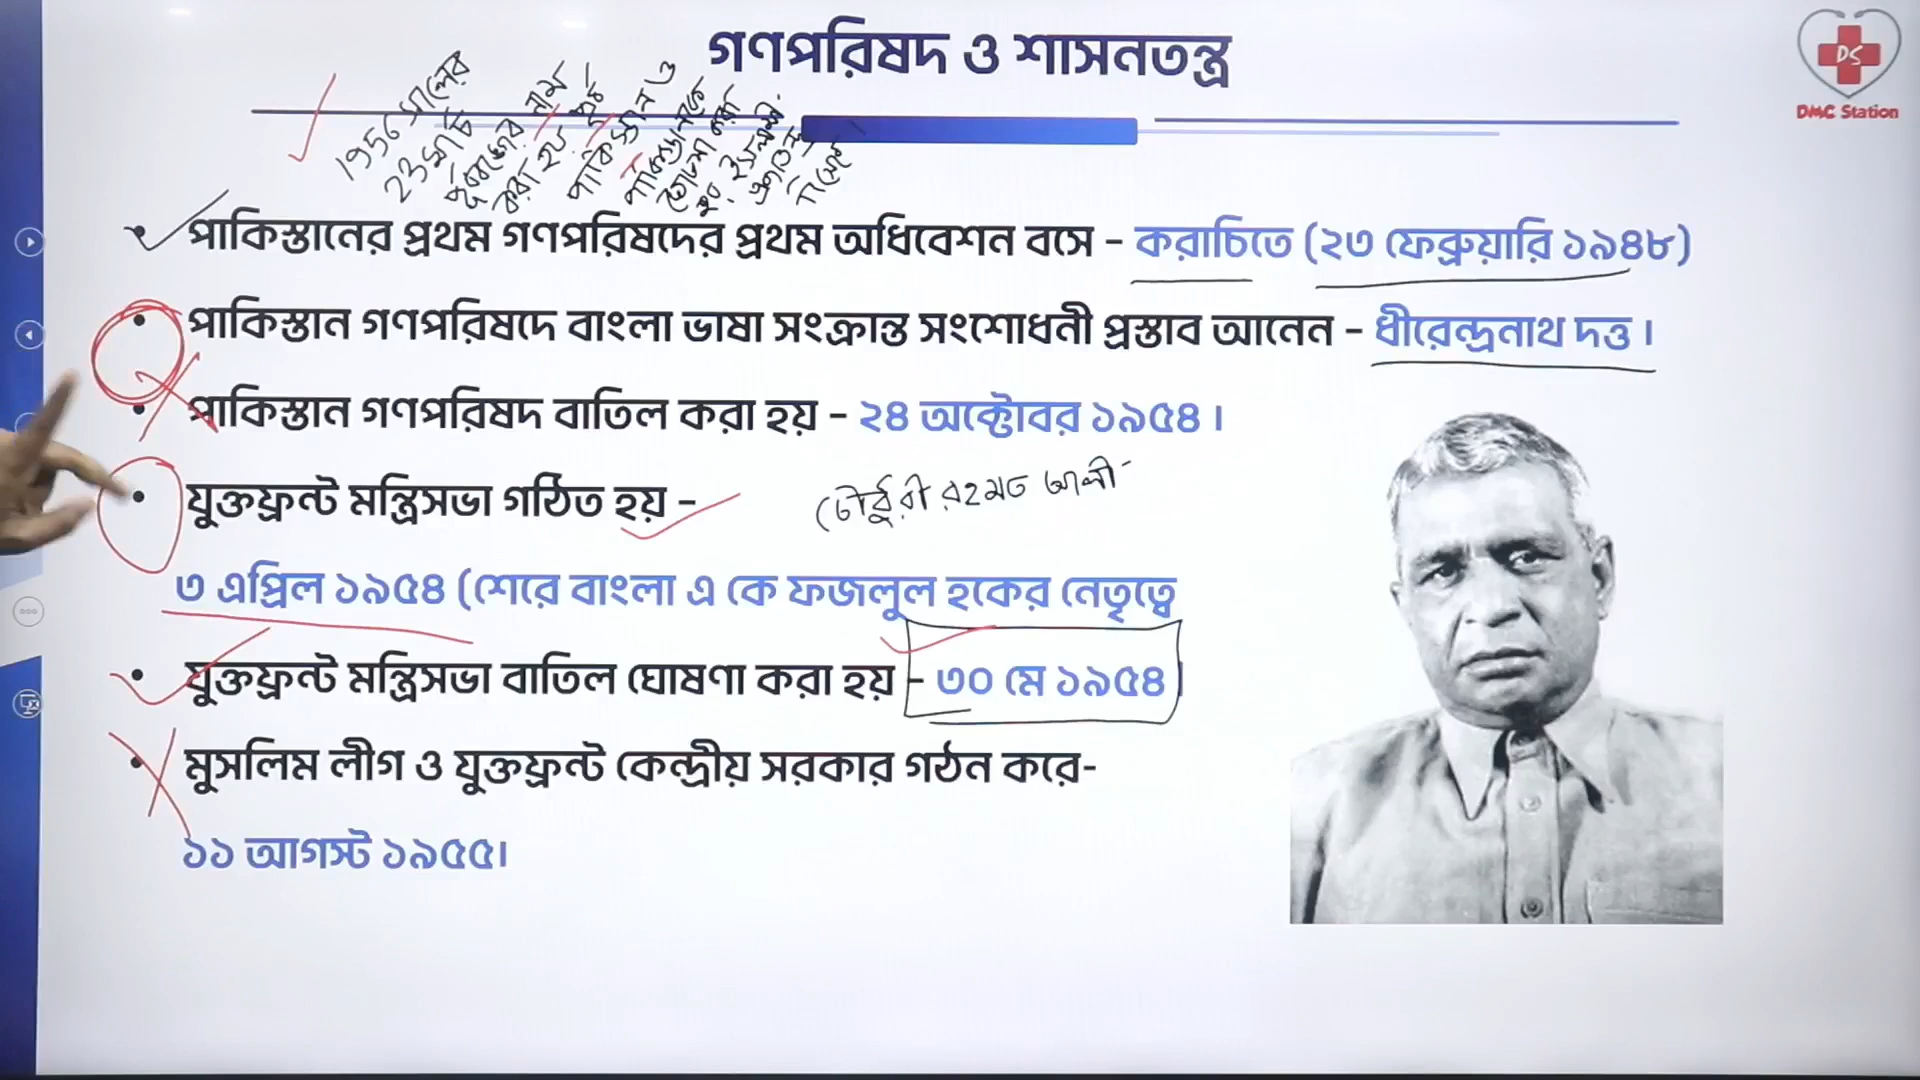 গণপরিষদ ও শাসনতন্ত্র
DS
DMC Station
1956 সালের
23 মার্চ
পূর্ববঙ্গের নাম
করা হয় পূর্ব
পাকিস্তান ও
পাকিস্তানকে
ঘোষণা করা
হয় ইসলামী
প্রজাতন্ত্র
হিসেবে।
পাকিস্তানের প্রথম গণপরিষদের প্রথম অধিবেশন বসে – করাচিতে (২৩ ফেব্রুয়ারি ১৯৪৮)
পাকিস্তান গণপরিষদে বাংলা ভাষা সংক্রান্ত সংশোধনী প্রস্তাব আনেন – ধীরেন্দ্রনাথ দত্ত।
পাকিস্তান গণপরিষদ বাতিল করা হয় – ২৪ অক্টোবর ১৯৫৪।
যুক্তফ্রন্ট মন্ত্রিসভা গঠিত হয় –
চৌধুরী রহমত আলী
৩ এপ্রিল ১৯৫৪ (শেরে বাংলা এ কে ফজলুল হকের নেতৃত্বে
যুক্তফ্রন্ট মন্ত্রিসভা বাতিল ঘোষণা করা হয় – ৩০ মে ১৯৫৪
মুসলিম লীগ ও যুক্তফ্রন্ট কেন্দ্রীয় সরকার গঠন করে-
১১ আগস্ট ১৯৫৫।